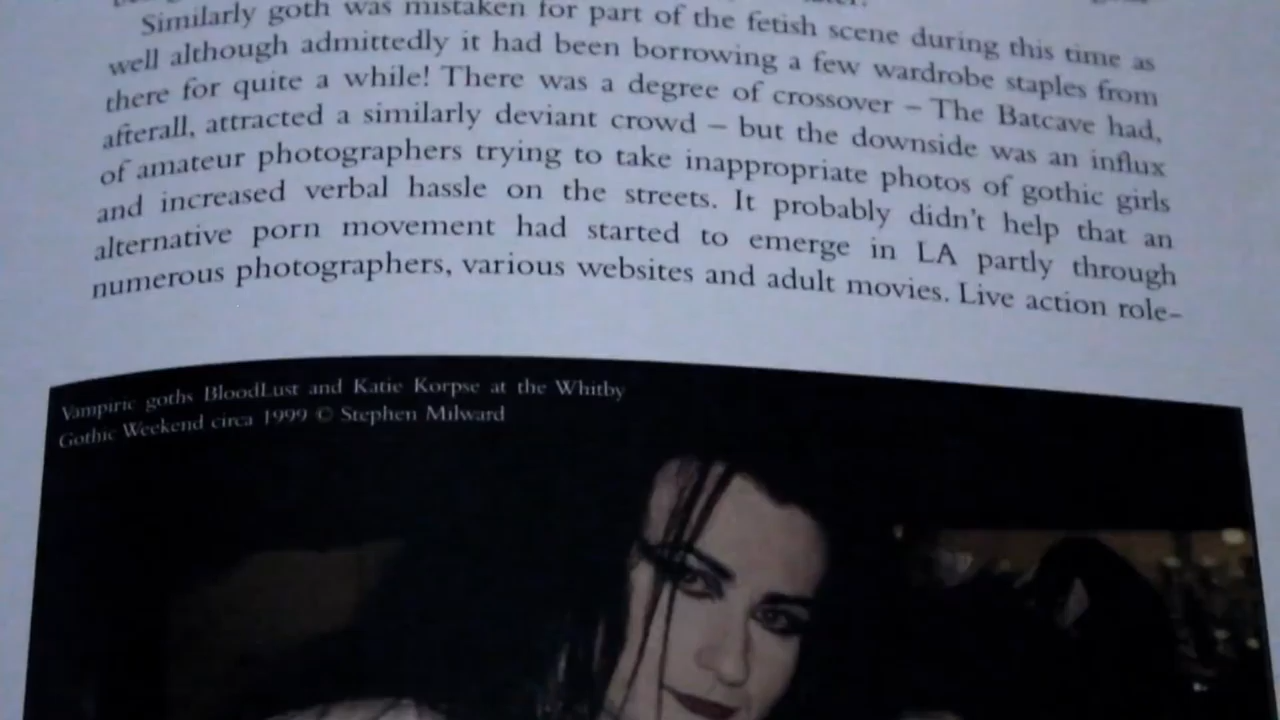 Similarly goth was mistaken for part of the fetish scene during this time as
well although admittedly it had been borrowing a few wardrobe staples from
there for quite a while! There was a degree of crossover – The Batcave had,
afterall, attracted a similarly deviant crowd – but the downside was an influx
of amateur photographers trying to take inappropriate photos of gothic girls
and increased verbal hassle on the streets. It probably didn't help that an
alternative porn movement had started to emerge in LA partly through
numerous photographers, various websites and adult movies. Live action role-
Vampiric goths BloodLust and Katie Korpse at the Whitby
Gothic Weekend circa 1999 © Stephen Milward